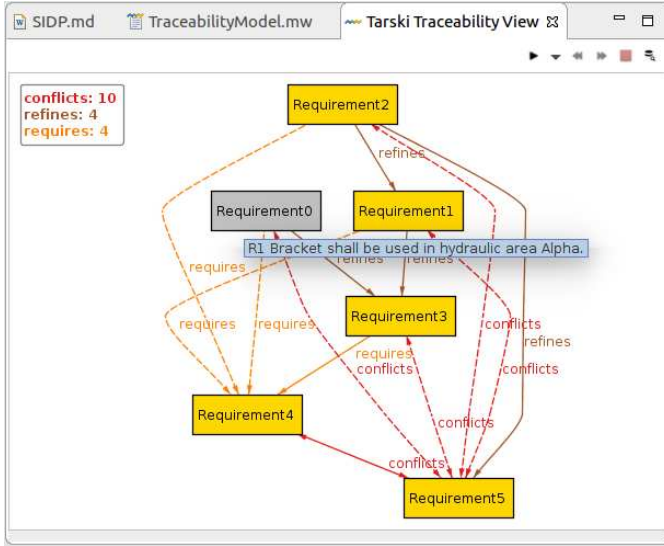 SIDP.md
TraceabilityModel.mw
Tarski Traceability View
conflicts: 10
refines: 4
requires: 4
Requirement2
refines
Requirement0
Requirement1
R1 Bracket shall be used in hydraulic area Alpha.
requires
refines
refines
Requirement3
requires
requires
conflicts
refines
requires
conflicts
conflicts
Requirement4
conflicts
conflicts
Requirement5